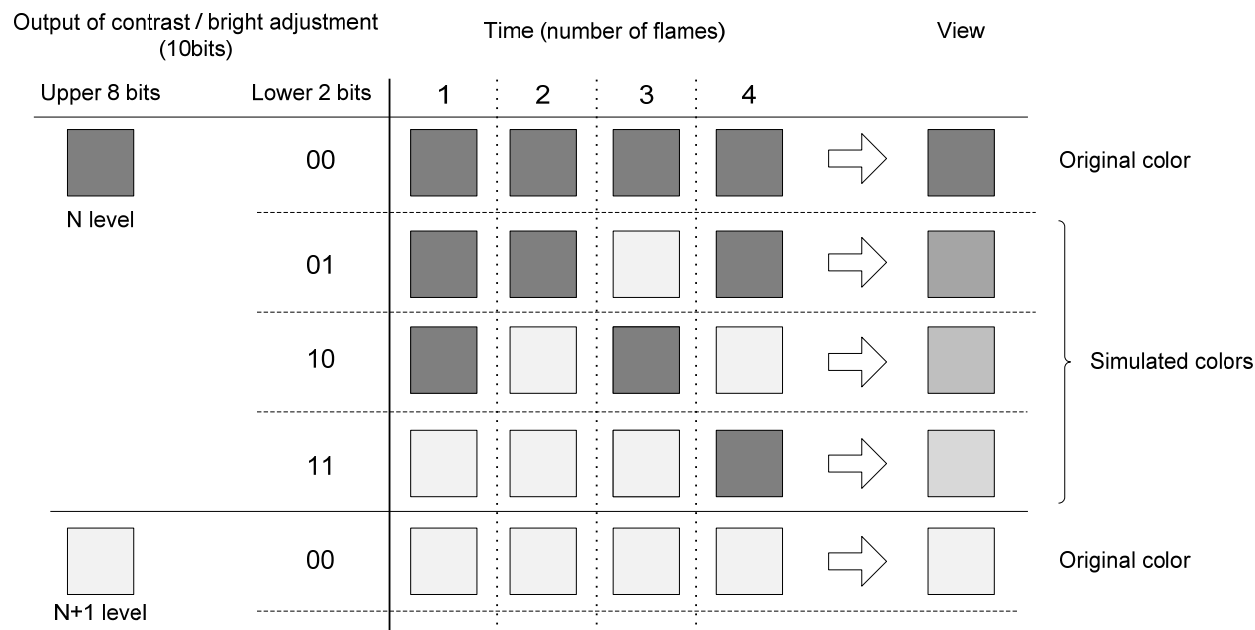 Output of contrast / bright adjustment
(10bits)
Time (number of flames)
View
Upper 8 bits
Lower 2 bits
1
2
3
4
00
Original color
N level
01
10
Simulated colors
11
00
Original color
N+1 level